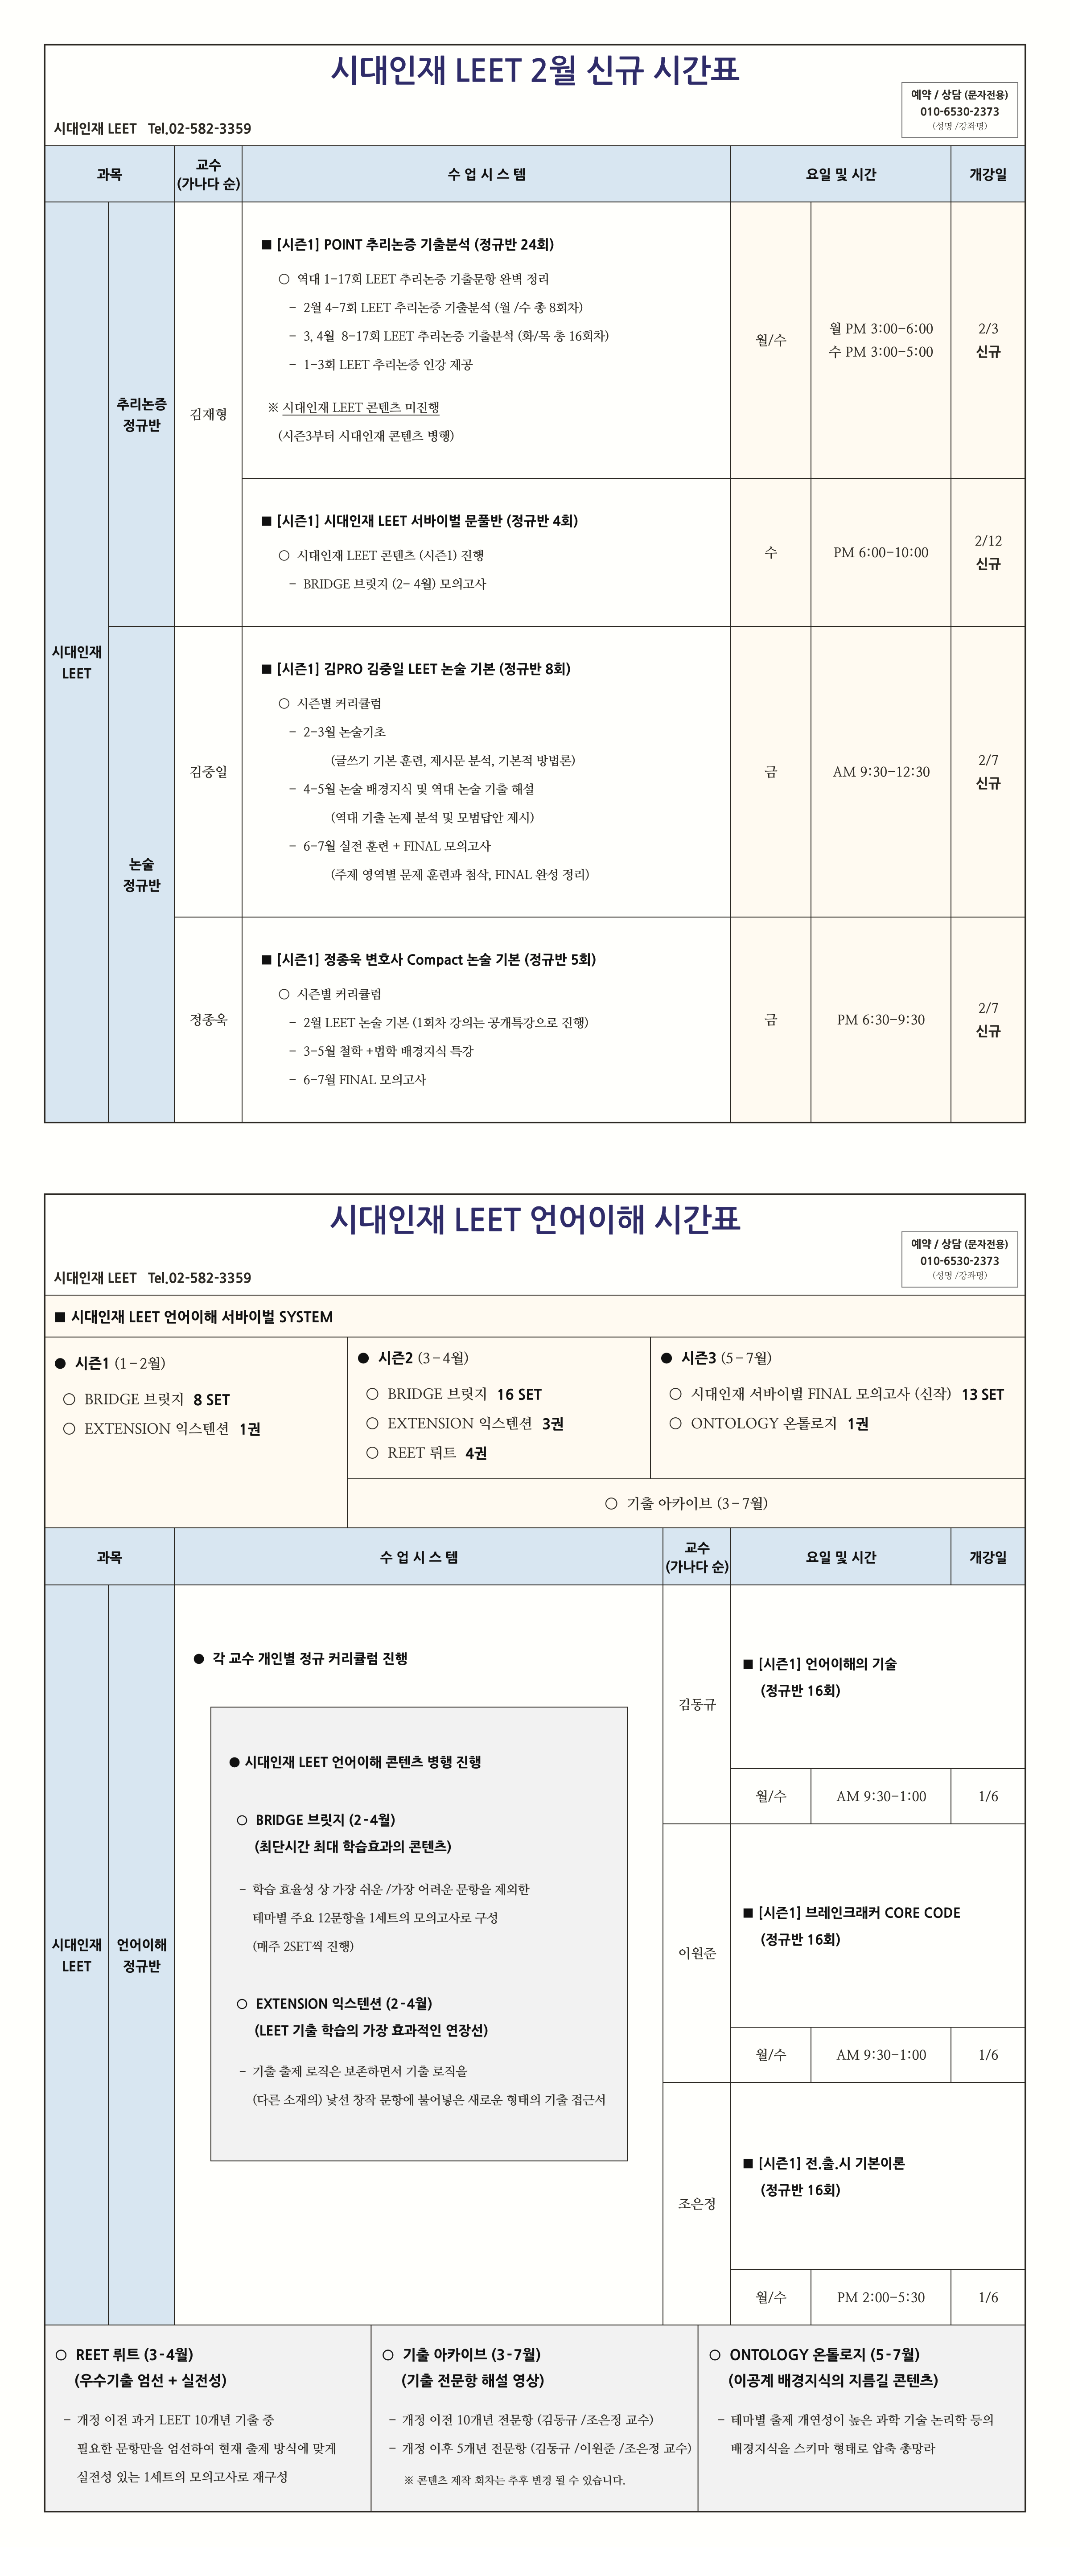 시대인재 LEET 2월 신규 시간표
예약 / 상담 (문자전용)
010-6530-2373
(성명 /강좌명)
시대인재 LEET Tel.02-582-3359
과목
교수
(가나다 순)
수 업 시 스 템
요일 및 시간
개강일
시대인재
LEET
추리논증
정규반
김재형
■ [시즌1] POINT 추리논증 기출분석 (정규반 24회)
○ 역대 1-17회 LEET 추리논증 기출문항 완벽 정리
- 2월 4-7회 LEET 추리논증 기출분석 (월 /수 총 8회차)
- 3, 4월 8-17회 LEET 추리논증 기출분석 (화/목 총 16회차)
- 1-3회 LEET 추리논증 인강 제공
※ 시대인재 LEET 콘텐츠 미진행
(시즌3부터 시대인재 콘텐츠 병행)
월/수
월 PM 3:00-6:00
수 PM 3:00-5:00
2/3
신규
■ [시즌1] 시대인재 LEET 서바이벌 문풀반 (정규반 4회)
○ 시대인재 LEET 콘텐츠 (시즌1) 진행
- BRIDGE 브릿지 (2- 4월) 모의고사
수
PM 6:00-10:00
2/12
신규
논술
정규반
김중일
■ [시즌1] 김PRO 김중일 LEET 논술 기본 (정규반 8회)
○ 시즌별 커리큘럼
- 2-3월 논술기초
(글쓰기 기본 훈련, 제시문 분석, 기본적 방법론)
- 4-5월 논술 배경지식 및 역대 논술 기출 해설
(역대 기출 논제 분석 및 모범답안 제시)
- 6-7월 실전 훈련 + FINAL 모의고사
(주제 영역별 문제 훈련과 첨삭, FINAL 완성 정리)
금
AM 9:30-12:30
2/7
신규
정종욱
■ [시즌1] 정종욱 변호사 Compact 논술 기본 (정규반 5회)
○ 시즌별 커리큘럼
- 2월 LEET 논술 기본 (1회차 강의는 공개특강으로 진행)
- 3-5월 철학 +법학 배경지식 특강
- 6-7월 FINAL 모의고사
금
PM 6:30-9:30
2/7
신규
시대인재 LEET 언어이해 시간표
예약 / 상담 (문자전용)
010-6530-2373
(성명 /강좌명)
시대인재 LEET Tel.02-582-3359
■ 시대인재 LEET 언어이해 서바이벌 SYSTEM
● 시즌1 (1-2월)
○ BRIDGE 브릿지 8 SET
○ EXTENSION 익스텐션 1권
● 시즌2 (3-4월)
○ BRIDGE 브릿지 16 SET
○ EXTENSION 익스텐션 3권
○ REET 뤼트 4권
● 시즌3 (5-7월)
○ 시대인재 서바이벌 FINAL 모의고사 (신작) 13 SET
○ ONTOLOGY 온톨로지 1권
○ 기출 아카이브 (3-7월)
과목
수 업 시 스 템
교수
(가나다 순)
요일 및 시간
개강일
시대인재
LEET
언어이해
정규반
● 각 교수 개인별 정규 커리큘럼 진행
● 시대인재 LEET 언어이해 콘텐츠 병행 진행
○ BRIDGE 브릿지 (2-4월)
(최단시간 최대 학습효과의 콘텐츠)
- 학습 효율성 상 가장 쉬운 /가장 어려운 문항을 제외한
테마별 주요 12문항을 1세트의 모의고사로 구성
(매주 2SET씩 진행)
○ EXTENSION 익스텐션 (2-4월)
(LEET 기출 학습의 가장 효과적인 연장선)
- 기출 출제 로직은 보존하면서 기출 로직을
(다른 소재의) 낯선 창작 문항에 불어넣은 새로운 형태의 기출 접근서
김동규
■ [시즌1] 언어이해의 기술
(정규반 16회)
월/수
AM 9:30-1:00
1/6
이원준
■ [시즌1] 브레인크래커 CORE CODE
(정규반 16회)
월/수
AM 9:30-1:00
1/6
조은정
■ [시즌1] 전.출.시 기본이론
(정규반 16회)
월/수
PM 2:00-5:30
1/6
○ REET 뤼트 (3-4월)
(우수기출 엄선 + 실전성)
- 개정 이전 과거 LEET 10개년 기출 중
필요한 문항만을 엄선하여 현재 출제 방식에 맞게
실전성 있는 1세트의 모의고사로 재구성
○ 기출 아카이브 (3-7월)
(기출 전문항 해설 영상)
- 개정 이전 10개년 전문항 (김동규 /조은정 교수)
- 개정 이후 5개년 전문항 (김동규 /이원준 /조은정 교수)
※ 콘텐츠 제작 회차는 추후 변경 될 수 있습니다.
○ ONTOLOGY 온톨로지 (5-7월)
(이공계 배경지식의 지름길 콘텐츠)
- 테마별 출제 개연성이 높은 과학 기술 논리학 등의
배경지식을 스키마 형태로 압축 총망라